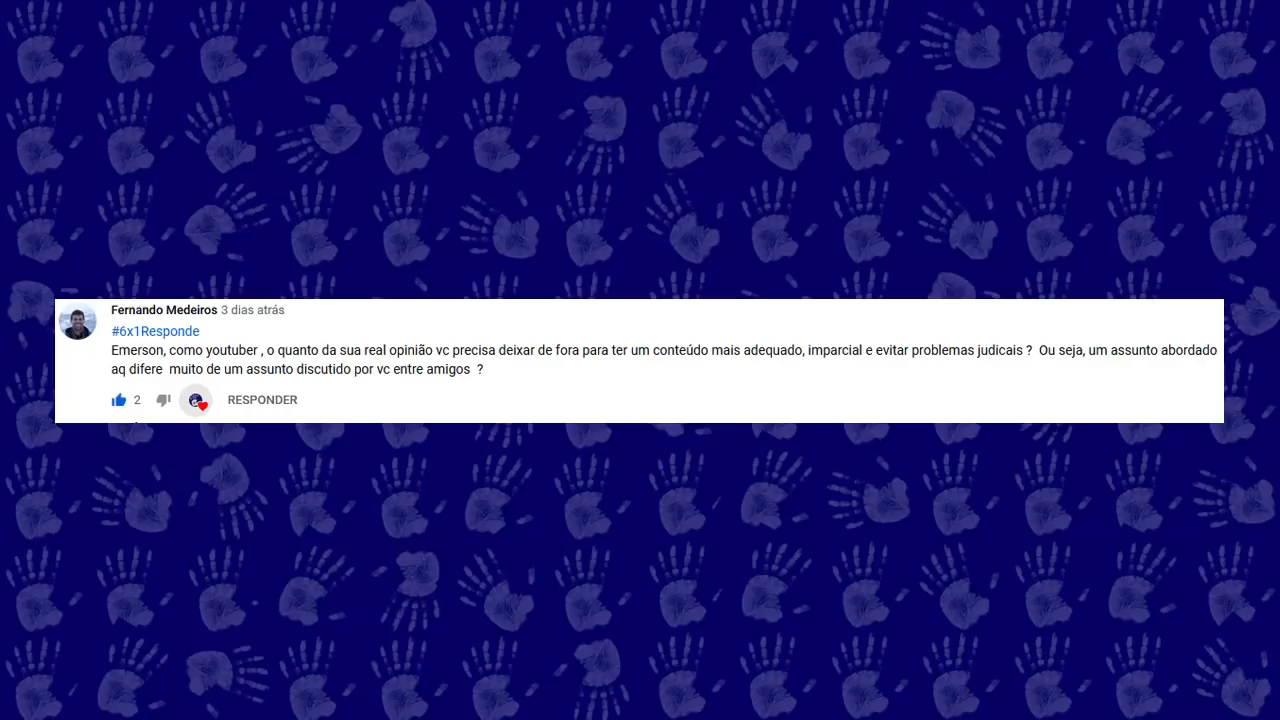 Fernando Medeiros 3 dias atrás
#6x1Responde
Emerson, como youtuber , o quanto da sua real opinião vc precisa deixar de fora para ter um conteúdo mais adequado, imparcial e evitar problemas judicais ?  Ou seja, um assunto abordado
aq difere  muito de um assunto discutido por vc entre amigos  ?
2 RESPONDER